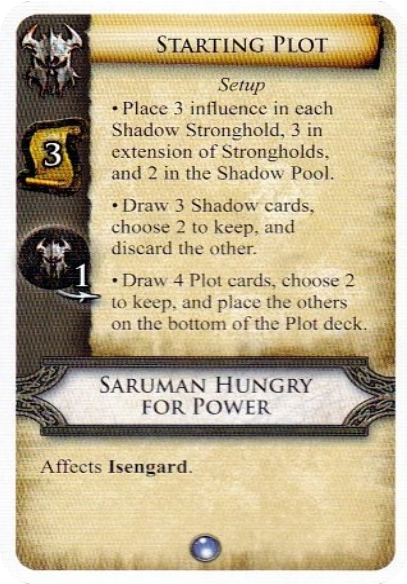 STARTING PLOT
Setup
• Place 3 influence in each
Shadow Stronghold, 3 in
extension of Strongholds,
and 2 in the Shadow Pool.
3
• Draw 3 Shadow cards,
choose 2 to keep, and
discard the other.
1
• Draw 4 Plot cards, choose 2
to keep, and place the others
on the bottom of the Plot deck.
SARUMAN HUNGRY
FOR POWER
Affects Isengard.